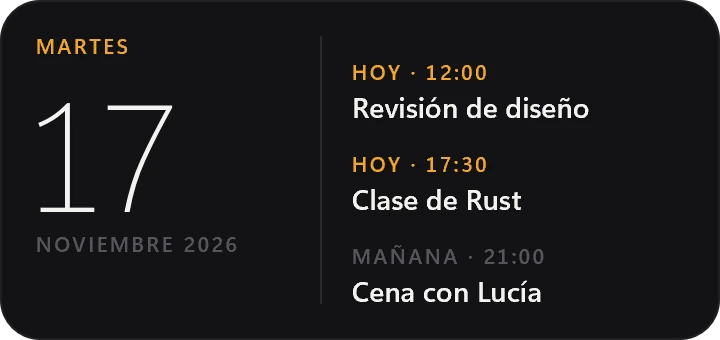 MARTES
17
NOVIEMBRE 2026
HOY · 12:00
Revisión de diseño
HOY · 17:30
Clase de Rust
MAÑANA · 21:00
Cena con Lucía